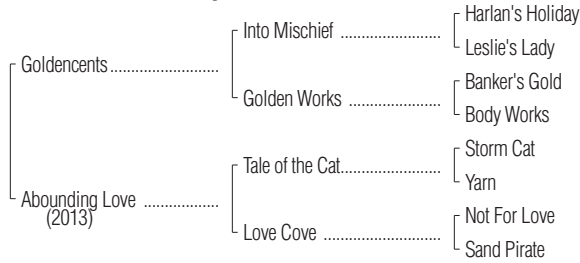 Harlan's Holiday
Into Mischief ........................
Leslie's Lady
Goldencents...........................
Banker's Gold
Golden Works ........................
Body Works
Storm Cat
Tale of the Cat........................
Yarn
Abounding Love ...................
(2013)
Not For Love
Love Cove .............................
Sand Pirate